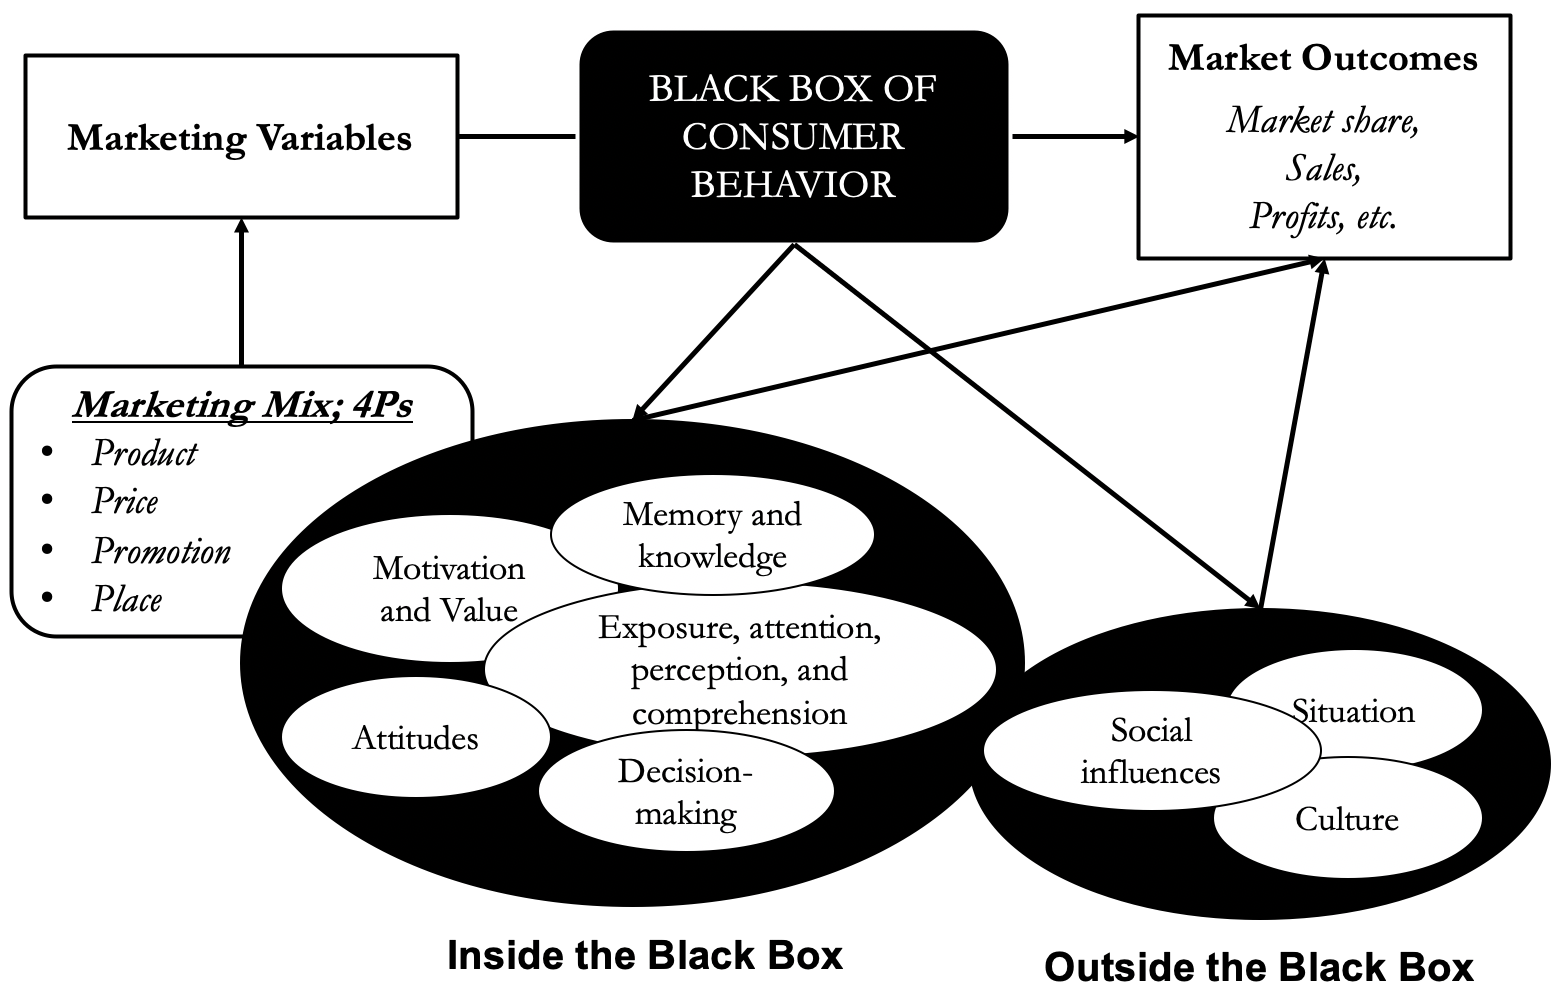 Marketing Variables
BLACK BOX OF
CONSUMER
BEHAVIOR
Market Outcomes
Market share,
Sales,
Profits, etc.
Marketing Mix; 4Ps
• Product
• Price
• Promotion
• Place
Memory and
knowledge
Motivation
and Value
Exposure, attention,
perception, and
comprehension
Attitudes
Decision-
making
Situation
Social
influences
Culture
Inside the Black Box
Outside the Black Box